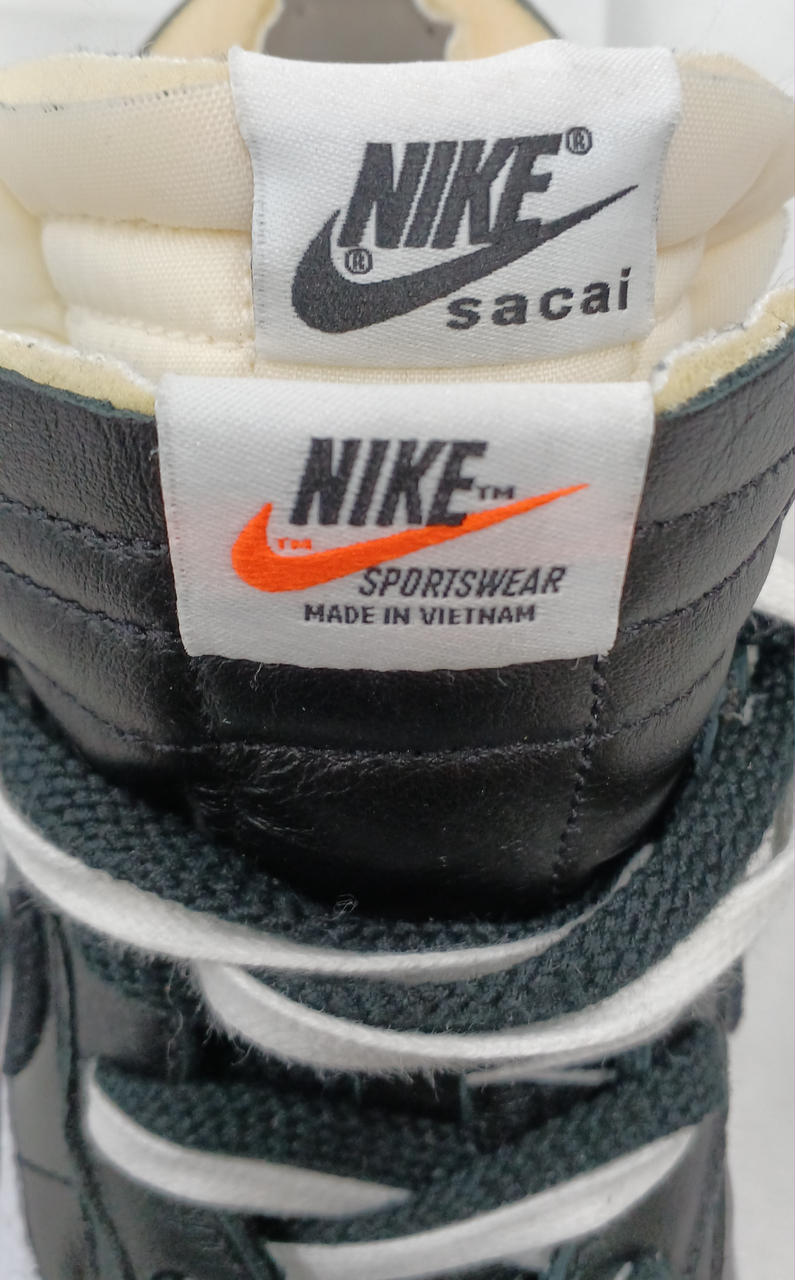 NIKE®
®
sacai
NIKE™
™
SPORTSWEAR
MADE IN VIETNAM